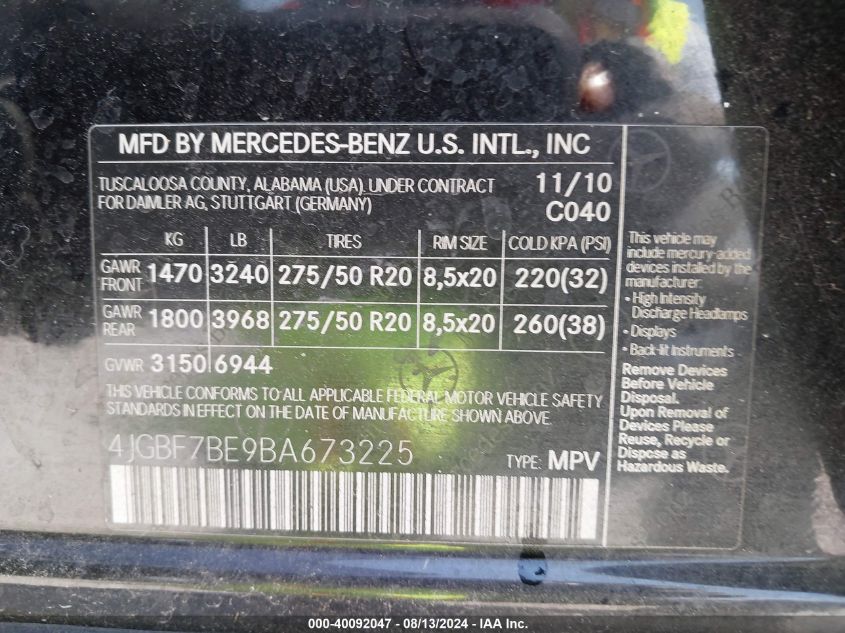 MFD BY MERCEDES-BENZ U.S. INTL., INC
TUSCALOOSA COUNTY, ALABAMA (USA) UNDER CONTRACT
FOR DAIMLER AG, STUTTGART (GERMANY)
11/10
C040
KG LB TIRES RIM SIZE COLD KPA (PSI)
GAWR FRONT 1470 3240 275/50 R20 8,5x20 220(32)
GAWR REAR 1800 3968 275/50 R20 8,5x20 260(38)
GVWR 3150 6944
THIS VEHICLE CONFORMS TO ALL APPLICABLE FEDERAL MOTOR VEHICLE SAFETY
STANDARDS IN EFFECT ON THE DATE OF MANUFACTURE SHOWN ABOVE.
4JGBF7BE9BA673225
TYPE: MPV
This vehicle may
include mercury-added
devices installed by the
manufacturer:
• High Intensity
Discharge Headlamps
• Displays
• Back-lit Instruments
Remove Devices
Before Vehicle
Disposal.
Upon Removal of
Devices Please
Reuse, Recycle or
Dispose as
Hazardous Waste.
000-40092047 - 08/13/2024 - IAA Inc.